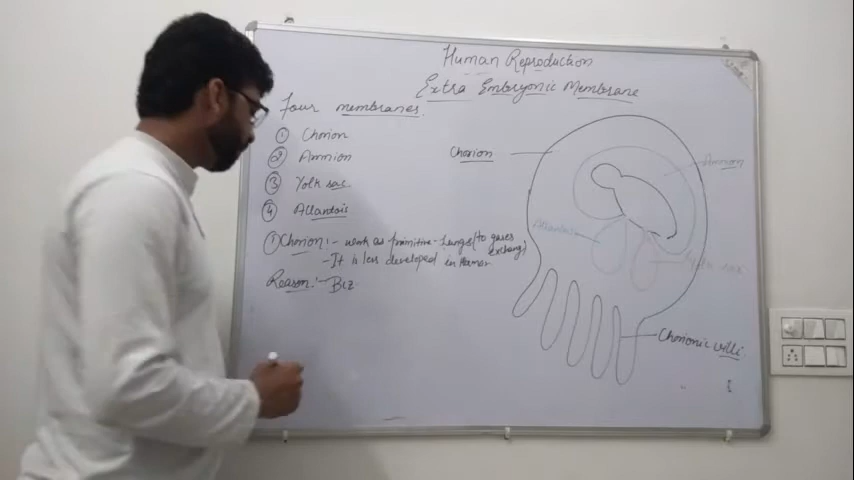 Human Reproduction
Extra Embryonic Membrane
Four membranes.
① Chorion
② Amnion
③ Yolk sac
④ Allantois
① Chorion:- work as primitive-lungs (to gases exchang)
- It is less developed in Human
Reason:- Bcz
Chorion
Amnion
Allantois
Yolk sac
Chorionic villi